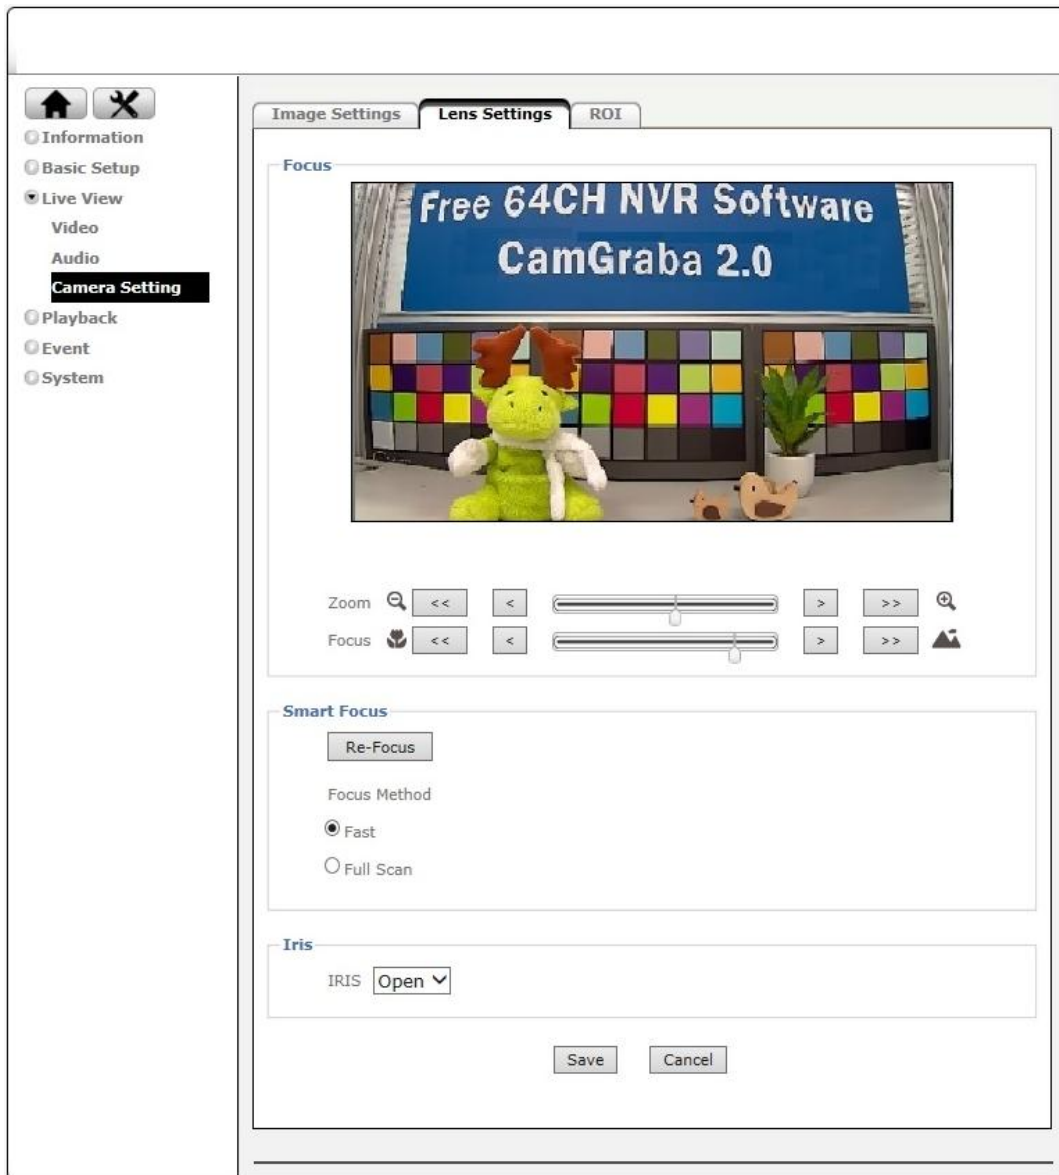 Image Settings
Lens Settings
ROI
Information
Basic Setup
Live View
Video
Audio
Camera Setting
Playback
Event
System
Focus
Free 64CH NVR Software
CamGraba 2.0
Zoom << < > >>
Focus << < > >>
Smart Focus
Re-Focus
Focus Method
Fast
Full Scan
Iris
IRIS Open
Save Cancel